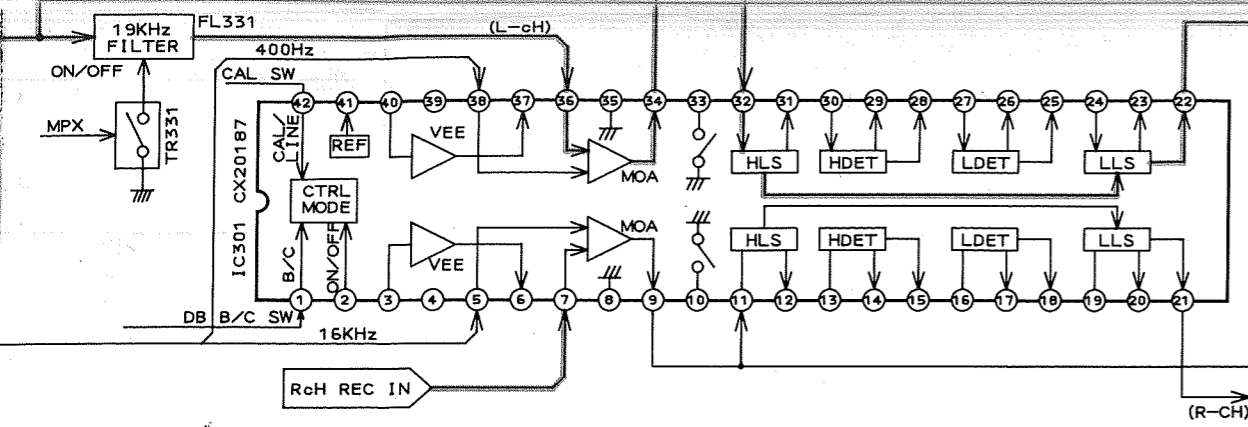 FL331
19KHz
FILTER
(L-cH)
400Hz
ON/OFF
CAL SW
MPX
TR331
42 41 40 39 38 37 36 35 34 33 32 31 30 29 28 27 26 25 24 23 22
CAL/
LINE
REF
VEE
MOA
HLS
HDET
LDET
LLS
CTRL
MODE
IC301 CX20187
B/C
ON/OFF
VEE
MOA
HLS
HDET
LDET
LLS
1 2 3 4 5 6 7 8 9 10 11 12 13 14 15 16 17 18 19 20 21
DB B/C SW
16KHz
RcH REC IN
(R-CH)